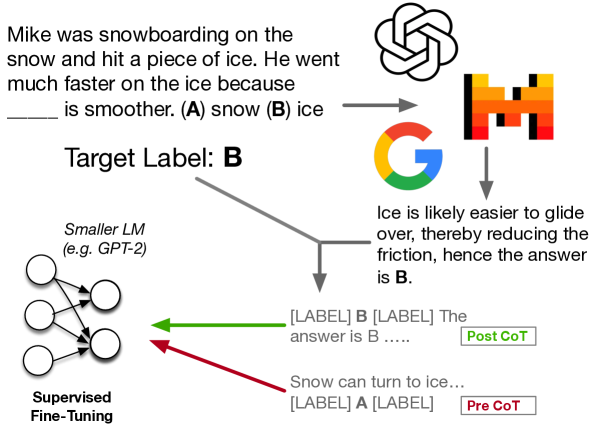 Mike was snowboarding on the
snow and hit a piece of ice. He went
much faster on the ice because
_____ is smoother. (A) snow (B) ice
Target Label: B
Smaller LM
(e.g. GPT-2)
Ice is likely easier to glide
over, thereby reducing the
friction, hence the answer
is B.
[LABEL] B [LABEL] The
answer is B .....
Post CoT
Snow can turn to ice...
[LABEL] A [LABEL]
Pre CoT
Supervised
Fine-Tuning